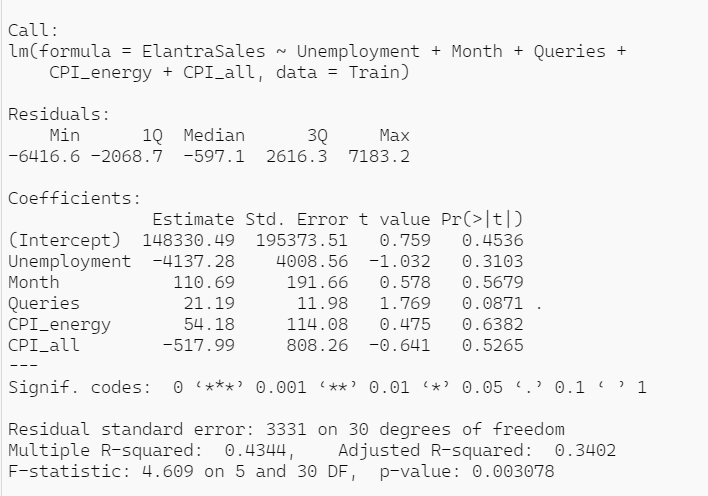 Call:
lm(formula = ElantraSales ~ Unemployment + Month + Queries +
    CPI_energy + CPI_all, data = Train)

Residuals:
    Min      1Q  Median      3Q     Max
-6416.6 -2068.7  -597.1  2616.3  7183.2

Coefficients:
              Estimate Std. Error t value Pr(>|t|)
(Intercept)  148330.49  195373.51   0.759   0.4536
Unemployment  -4137.28    4008.56  -1.032   0.3103
Month           110.69     191.66   0.578   0.5679
Queries          21.19      11.98   1.769   0.0871 .
CPI_energy       54.18     114.08   0.475   0.6382
CPI_all        -517.99     808.26  -0.641   0.5265
---
Signif. codes:  0 ‘***’ 0.001 ‘**’ 0.01 ‘*’ 0.05 ‘.’ 0.1 ‘ ’ 1

Residual standard error: 3331 on 30 degrees of freedom
Multiple R-squared:  0.4344,    Adjusted R-squared:  0.3402
F-statistic: 4.609 on 5 and 30 DF,  p-value: 0.003078